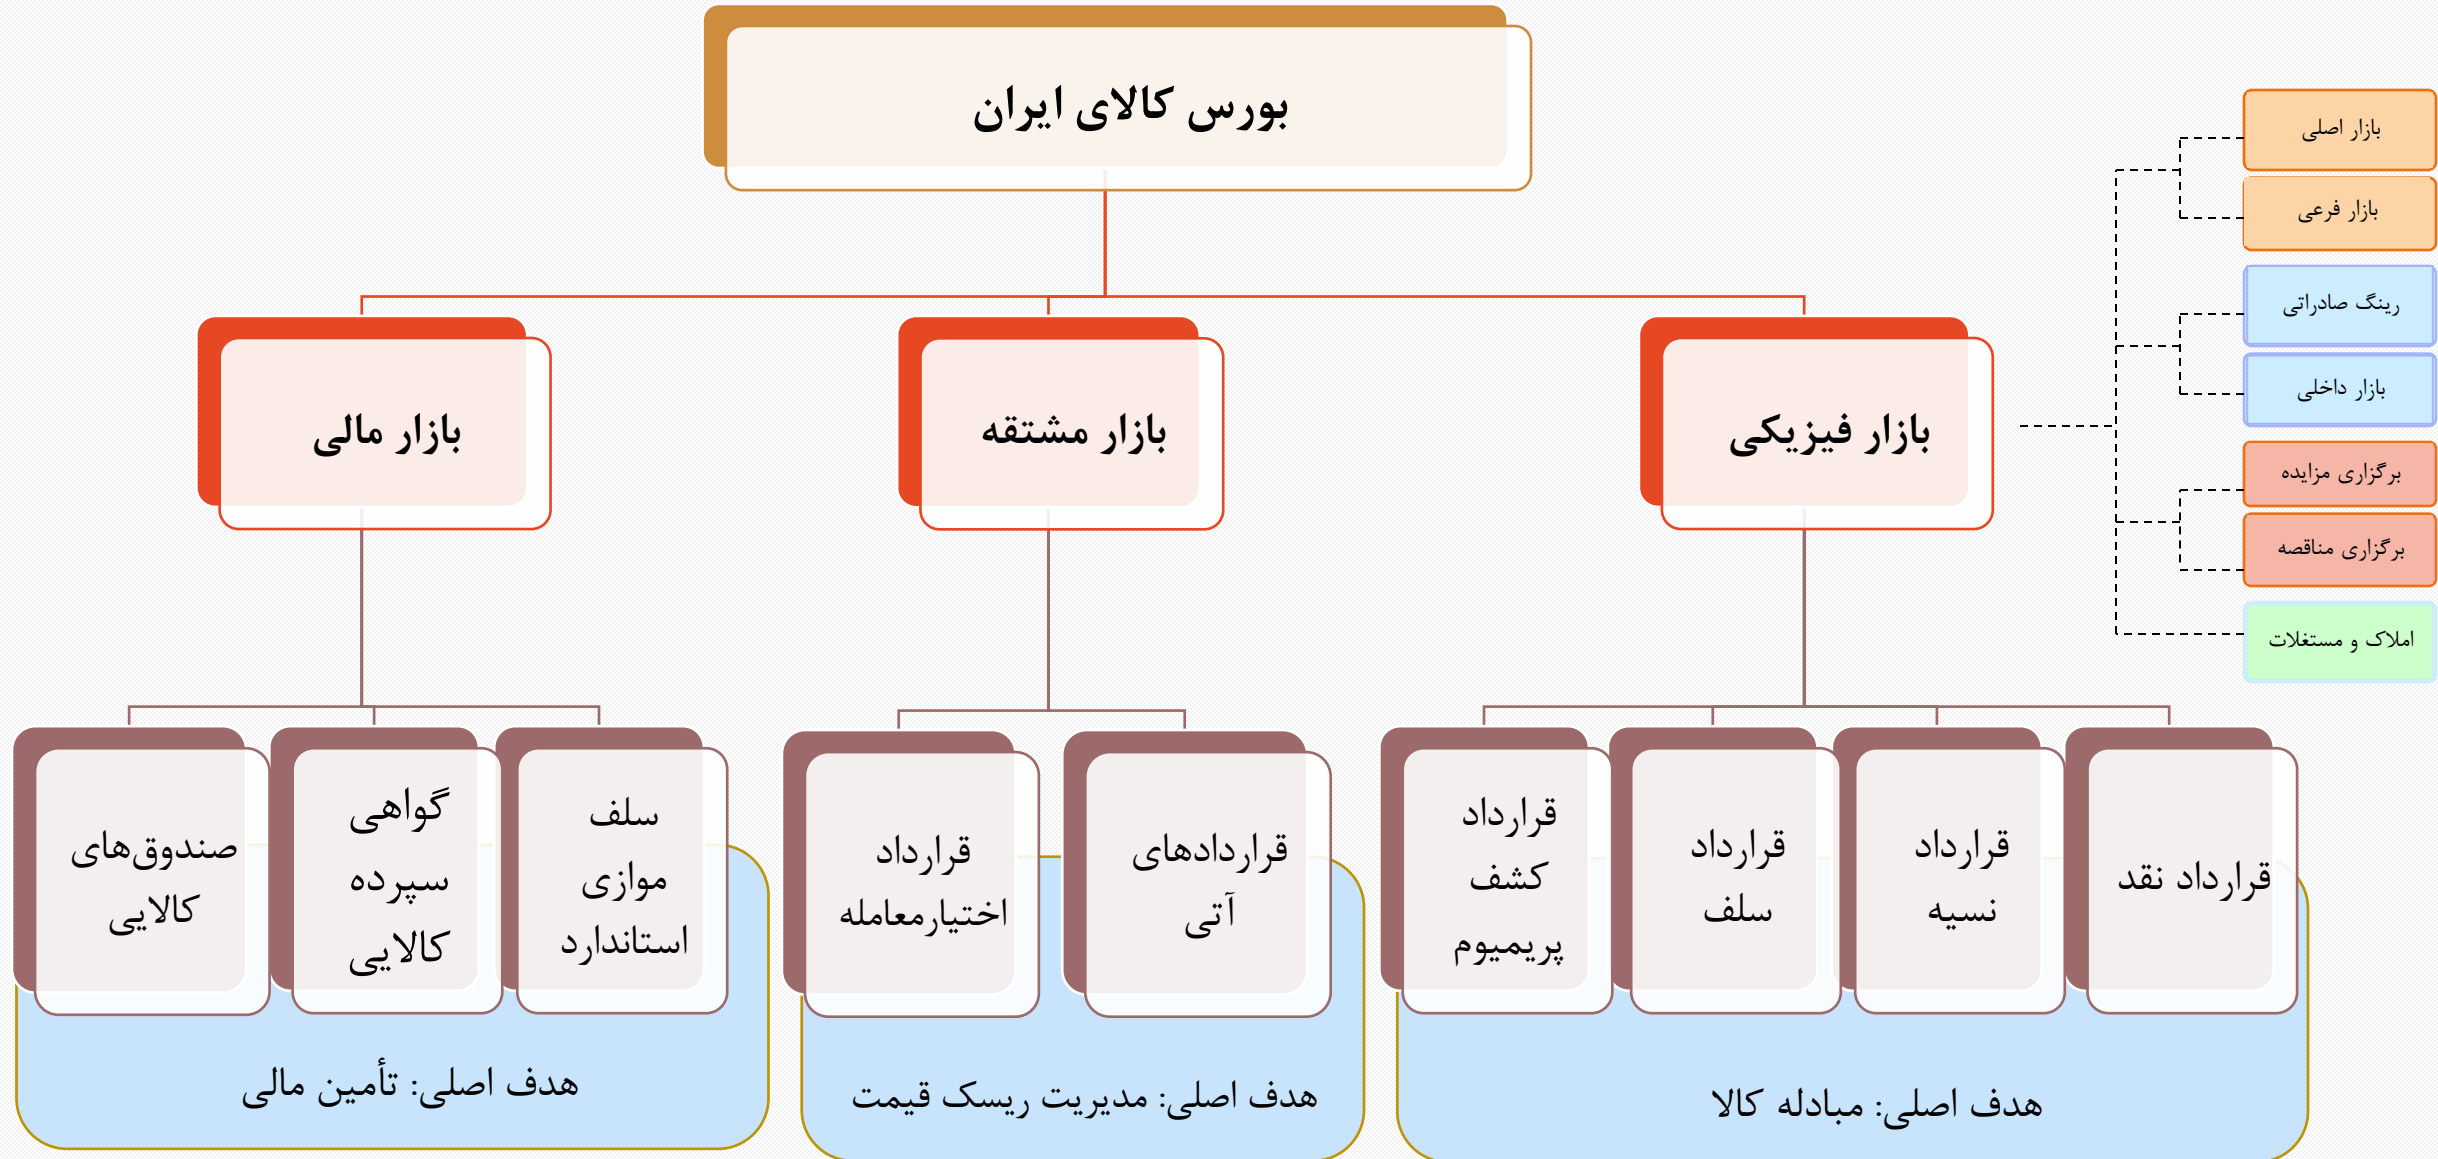 بورس کالای ایران
بازار اصلی
بازار فرعی
رینگ صادراتی
بازار داخلی
برگزاری مزایده
برگزاری مناقصه
املاک و مستغلات
بازار فیزیکی
بازار مشتقه
بازار مالی
قرارداد نقد
قرارداد
نسیه
قرارداد
سلف
قرارداد
کشف
پریمیوم
هدف اصلی: مبادله کالا
قراردادهای
آتی
قرارداد
اختیارمعامله
هدف اصلی: مدیریت ریسک قیمت
سلف
موازی
استاندارد
گواهی
سپرده
کالایی
صندوق‌های
کالایی
هدف اصلی: تأمین مالی